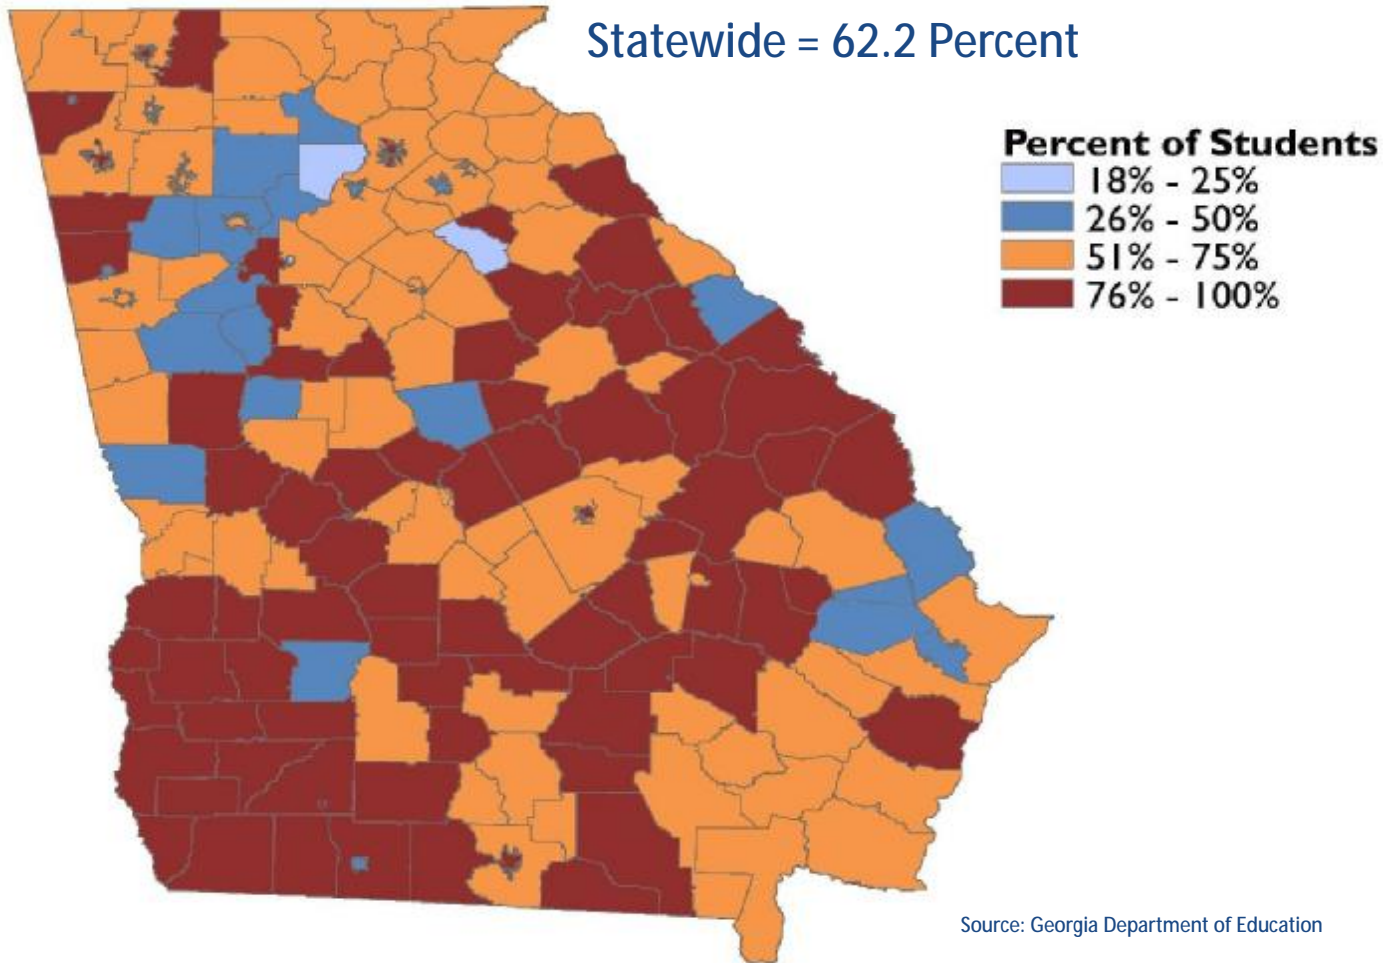 Statewide = 62.2 Percent
Percent of Students
18% - 25%
26% - 50%
51% - 75%
76% - 100%
Source: Georgia Department of Education